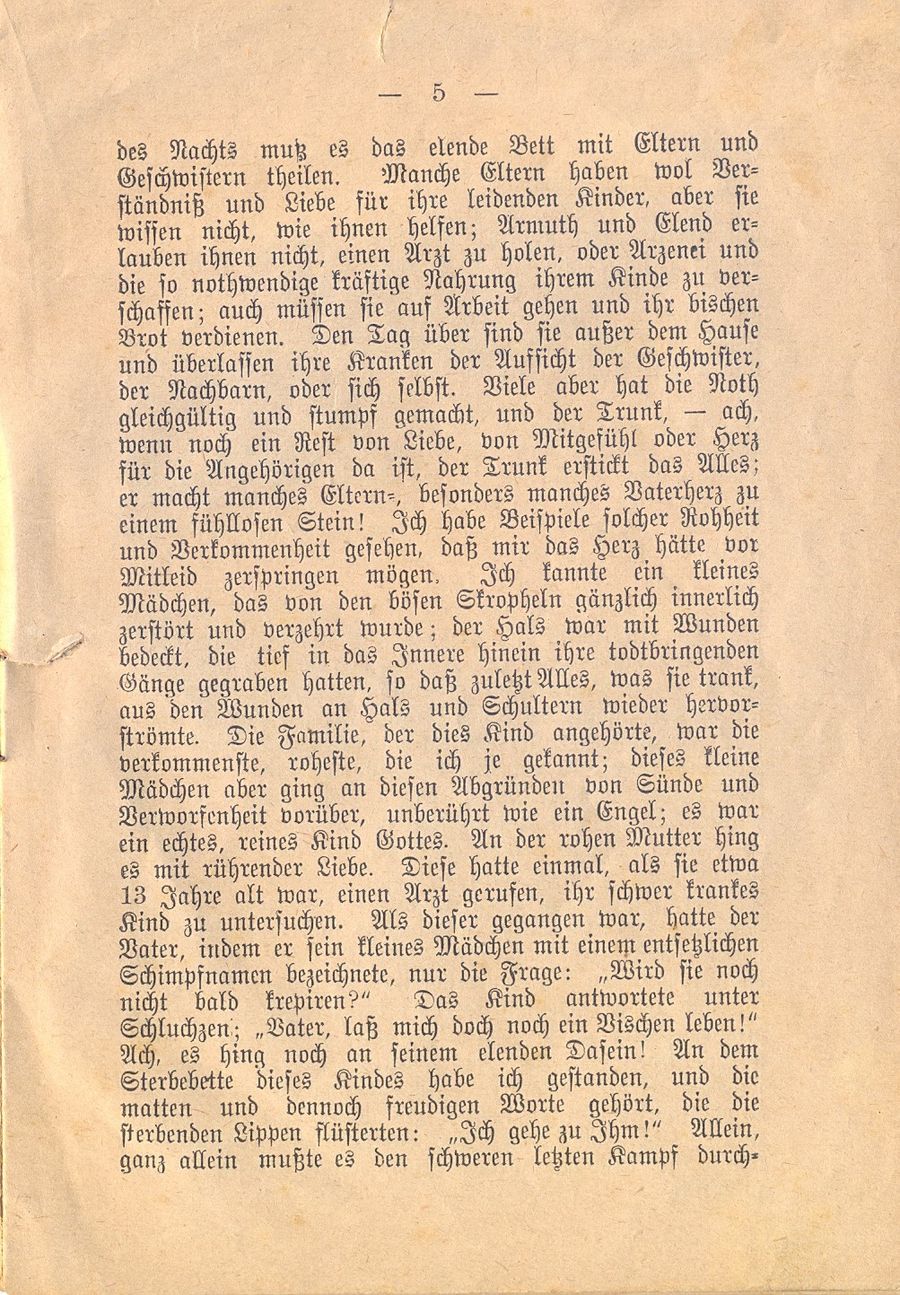 — 5 —
des Nachts muß es das elende Bett mit Eltern und
Geschwistern theilen. Manche Eltern haben wol Ver⸗
ständniß und Liebe für ihre leidenden Kinder, aber sie
wissen nicht, wie ihnen helfen; Armuth und Elend er⸗
lauben ihnen nicht, einen Arzt zu holen, oder Arzenei und
die so nothwendige kräftige Nahrung ihrem Kinde zu ver⸗
schaffen; auch müssen sie auf Arbeit gehen und ihr bischen
Brot verdienen. Den Tag über sind sie außer dem Hause
und überlassen ihre Kranken der Aufsicht der Geschwister,
der Nachbarn, oder sich selbst. Viele aber hat die Noth
gleichgültig und stumpf gemacht, und der Trunk, — ach,
wenn noch ein Rest von Liebe, von Mitgefühl oder Herz
für die Angehörigen da ist, der Trunk erstickt das Alles;
er macht manches Eltern⸗, besonders manches Vaterherz zu
einem fühllosen Stein! Ich habe Beispiele solcher Rohheit
und Verkommenheit gesehen, daß mir das Herz hätte vor
Mitleid zerspringen mögen. Ich kannte ein kleines
Mädchen, das von den bösen Skropheln gänzlich innerlich
zerstört und verzehrt wurde; der Hals war mit Wunden
bedeckt, die tief in das Innere hinein ihre todtbringenden
Gänge gegraben hatten, so daß zuletzt Alles, was sie trank,
aus den Wunden an Hals und Schultern wieder hervor⸗
strömte. Die Familie, der dies Kind angehörte, war die
verkommenste, roheste, die ich je gekannt; dieses kleine
Mädchen aber ging an diesen Abgründen von Sünde und
Verworfenheit vorüber, unberührt wie ein Engel; es war
ein echtes, reines Kind Gottes. An der rohen Mutter hing
es mit rührender Liebe. Diese hatte einmal, als sie etwa
13 Jahre alt war, einen Arzt gerufen, ihr schwer krankes
Kind zu untersuchen. Als dieser gegangen war, hatte der
Vater, indem er sein kleines Mädchen mit einem entsetzlichen
Schimpfnamen bezeichnete, nur die Frage: „Wird sie noch
nicht bald krepiren?“ Das Kind antwortete unter
Schluchzen; „Vater, laß mich doch noch ein Bischen leben!“
Ach, es hing noch an seinem elenden Dasein! An dem
Sterbebette dieses Kindes habe ich gestanden, und die
matten und dennoch freudigen Worte gehört, die die
sterbenden Lippen flüsterten: „Ich gehe zu Ihm!“ Allein,
ganz allein mußte es den schweren letzten Kampf durch⸗